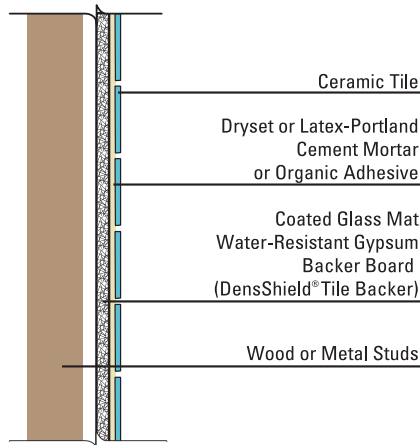 Ceramic Tile
Dryset or Latex-Portland
Cement Mortar
or Organic Adhesive
Coated Glass Mat
Water-Resistant Gypsum
Backer Board
(DensShield® Tile Backer)
Wood or Metal Studs